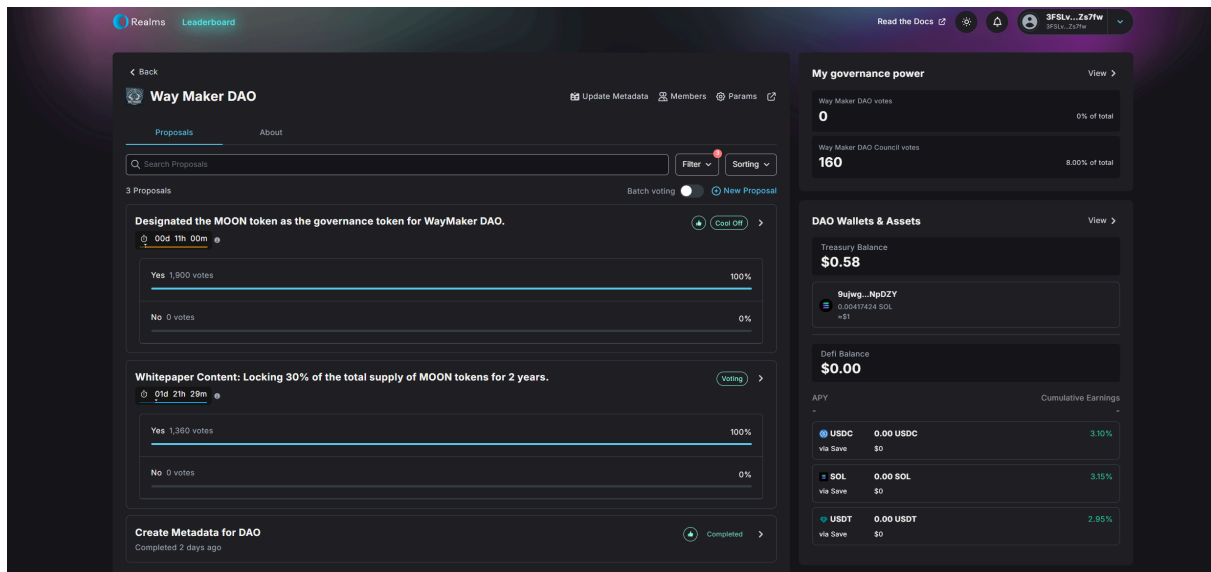 Realms Leaderboard Read the Docs 3FSLv...Zs7fw
3FSLv...Zs7fw
Back
Way Maker DAO Update Metadata Members Params
Proposals About
Search Proposals Filter 3 Sorting
3 Proposals Batch voting New Proposal
Designated the MOON token as the governance token for WayMaker DAO. Cool Off
00d 11h 00m
Yes 1,900 votes 100%
No 0 votes 0%
Whitepaper Content: Locking 30% of the total supply of MOON tokens for 2 years. Voting
01d 21h 29m
Yes 1,360 votes 100%
No 0 votes 0%
Create Metadata for DAO Completed
Completed 2 days ago
My governance power View
Way Maker DAO votes
0 0% of total
Way Maker DAO Council votes
160 8.00% of total
DAO Wallets & Assets View
Treasury Balance
$0.58
9ujwg...NpDZY
0.00417424 SOL
≈$1
Defi Balance
$0.00
APY Cumulative Earnings
- -
USDC 0.00 USDC 3.10%
via Save $0
SOL 0.00 SOL 3.15%
via Save $0
USDT 0.00 USDT 2.95%
via Save $0